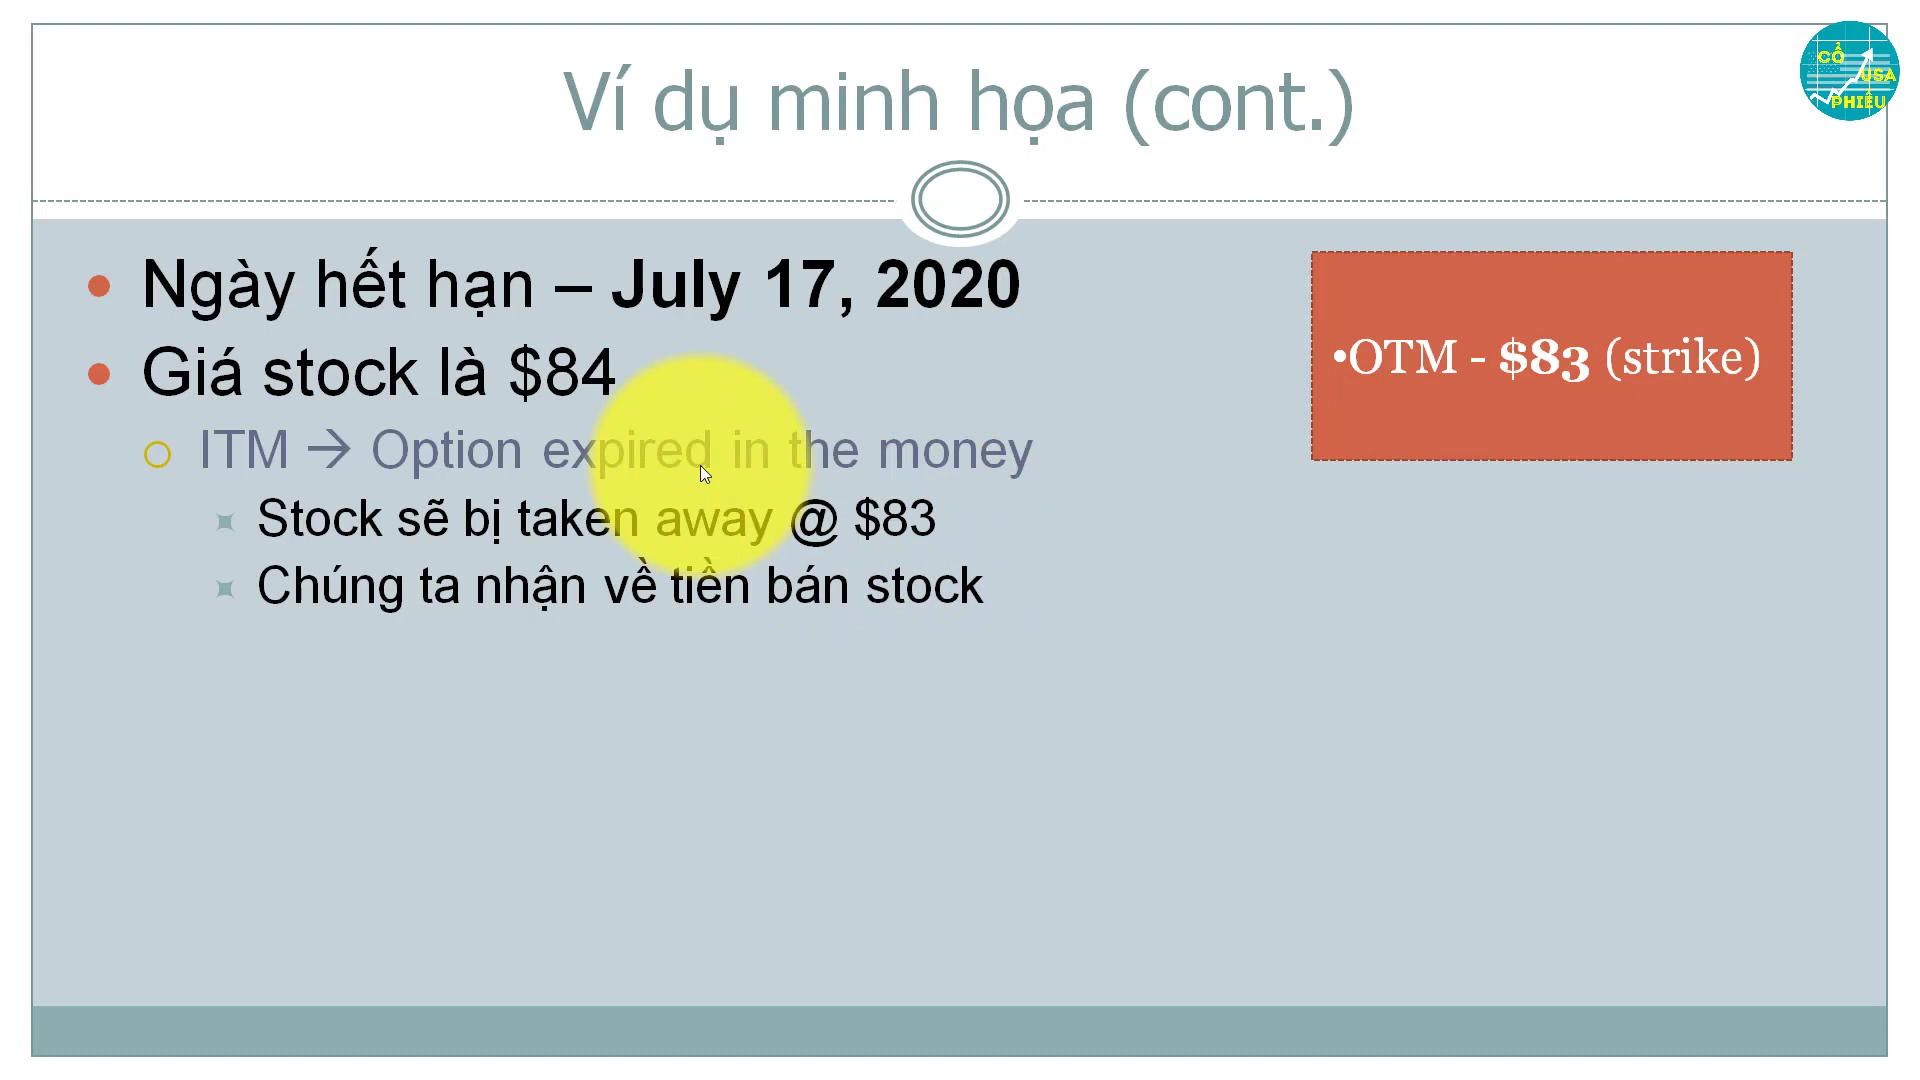 Ví dụ minh họa (cont.)
CỔ
USA
PHIẾU
Ngày hết hạn – July 17, 2020
Giá stock là $84
ITM → Option expired in the money
Stock sẽ bị taken away @ $83
Chúng ta nhận về tiền bán stock
•OTM - $83 (strike)